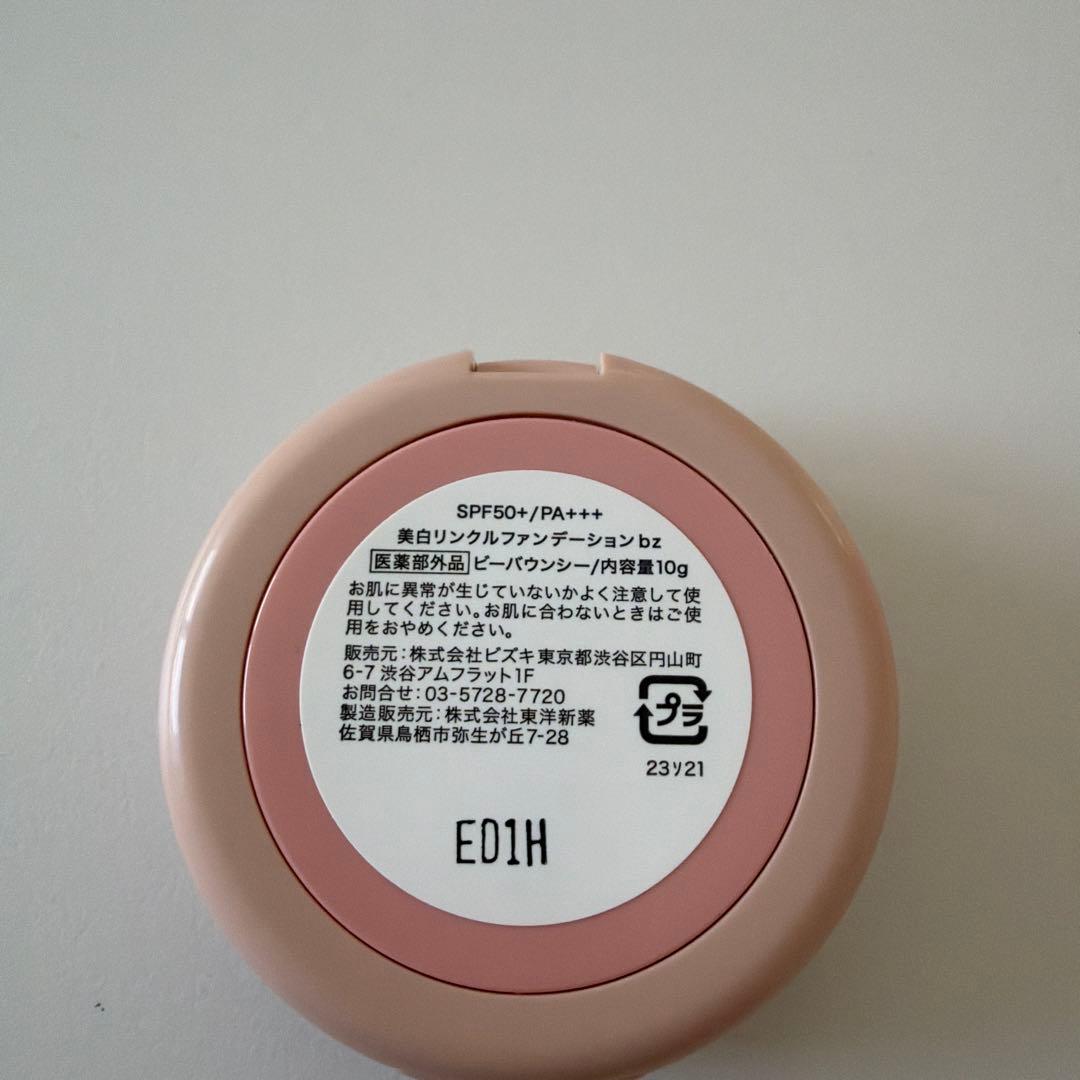 SPF50+/PA+++
美白リンクルファンデーションbz
医薬部外品 ビーバウンシー/内容量10g
お肌に異常が生じていないかよく注意して使
用してください。お肌に合わないときはご使
用をおやめください。
販売元：株式会社ビズキ東京都渋谷区円山町
6-7 渋谷アムフラット1F
お問合せ：03-5728-7720
製造販売元：株式会社東洋新薬
佐賀県鳥栖市弥生が丘7-28
プラ
23ソ21
E01H